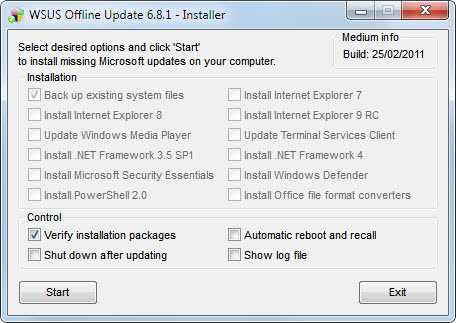 WSUS Offline Update 6.8.1 - Installer
Select desired options and click 'Start'
to install missing Microsoft updates on your computer.
Medium info
Build: 25/02/2011
Installation
Back up existing system files
Install Internet Explorer 7
Install Internet Explorer 8
Install Internet Explorer 9 RC
Update Windows Media Player
Update Terminal Services Client
Install .NET Framework 3.5 SP1
Install .NET Framework 4
Install Microsoft Security Essentials
Install Windows Defender
Install PowerShell 2.0
Install Office file format converters
Control
Verify installation packages
Automatic reboot and recall
Shut down after updating
Show log file
Start
Exit